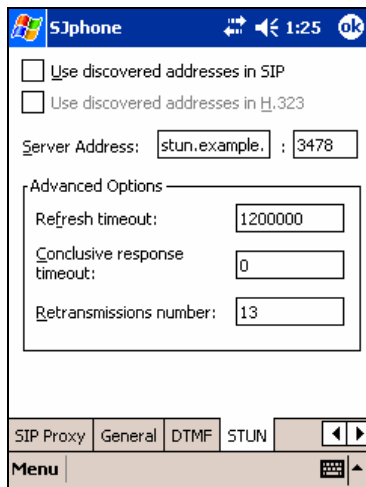 SJphone 1:25 ok
Use discovered addresses in SIP
Use discovered addresses in H.323
Server Address: stun.example. : 3478
Advanced Options
Refresh timeout: 1200000
Conclusive response
timeout: 0
Retransmissions number: 13
SIP Proxy General DTMF STUN
Menu